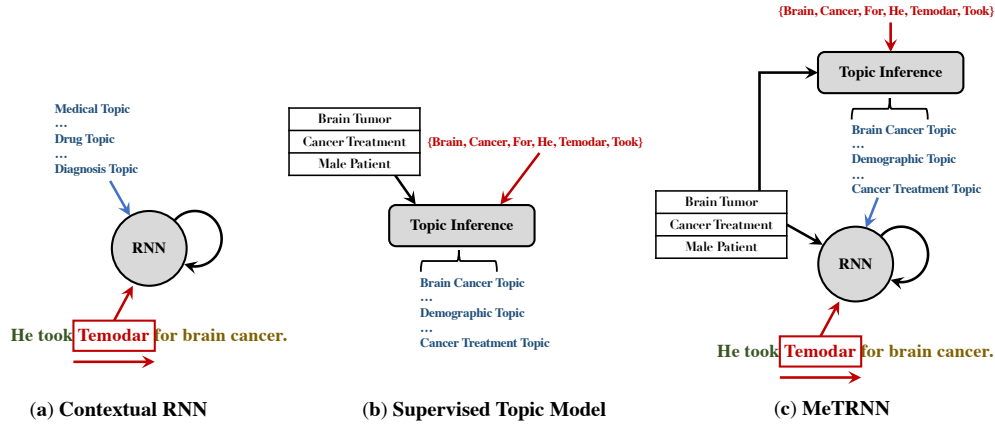 Medical Topic
...
Drug Topic
...
Diagnosis Topic
RNN
He took Temodar for brain cancer.
(a) Contextual RNN
Brain Tumor
Cancer Treatment
Male Patient
{Brain, Cancer, For, He, Temodar, Took}
Topic Inference
Brain Cancer Topic
...
Demographic Topic
...
Cancer Treatment Topic
(b) Supervised Topic Model
{Brain, Cancer, For, He, Temodar, Took}
Topic Inference
Brain Cancer Topic
...
Demographic Topic
...
Cancer Treatment Topic
Brain Tumor
Cancer Treatment
Male Patient
RNN
He took Temodar for brain cancer.
(c) MeTRNN